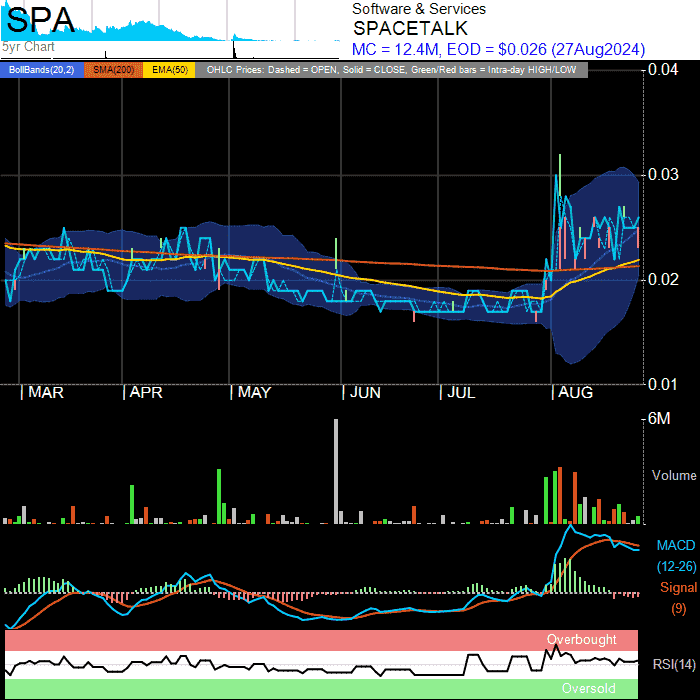 SPA
5yr Chart
Software & Services
SPACETALK
MC = 12.4M, EOD = $0.026 (27Aug2024)
BollBands(20,2) SMA(200) EMA(50) OHLC Prices: Dashed = OPEN, Solid = CLOSE, Green/Red bars = Intra-day HIGH/LOW
0.04
0.03
0.02
0.01
| MAR | APR | MAY | JUN | JUL | AUG
6M
Volume
MACD
(12-26)
Signal
(9)
Overbought
RSI(14)
Oversold